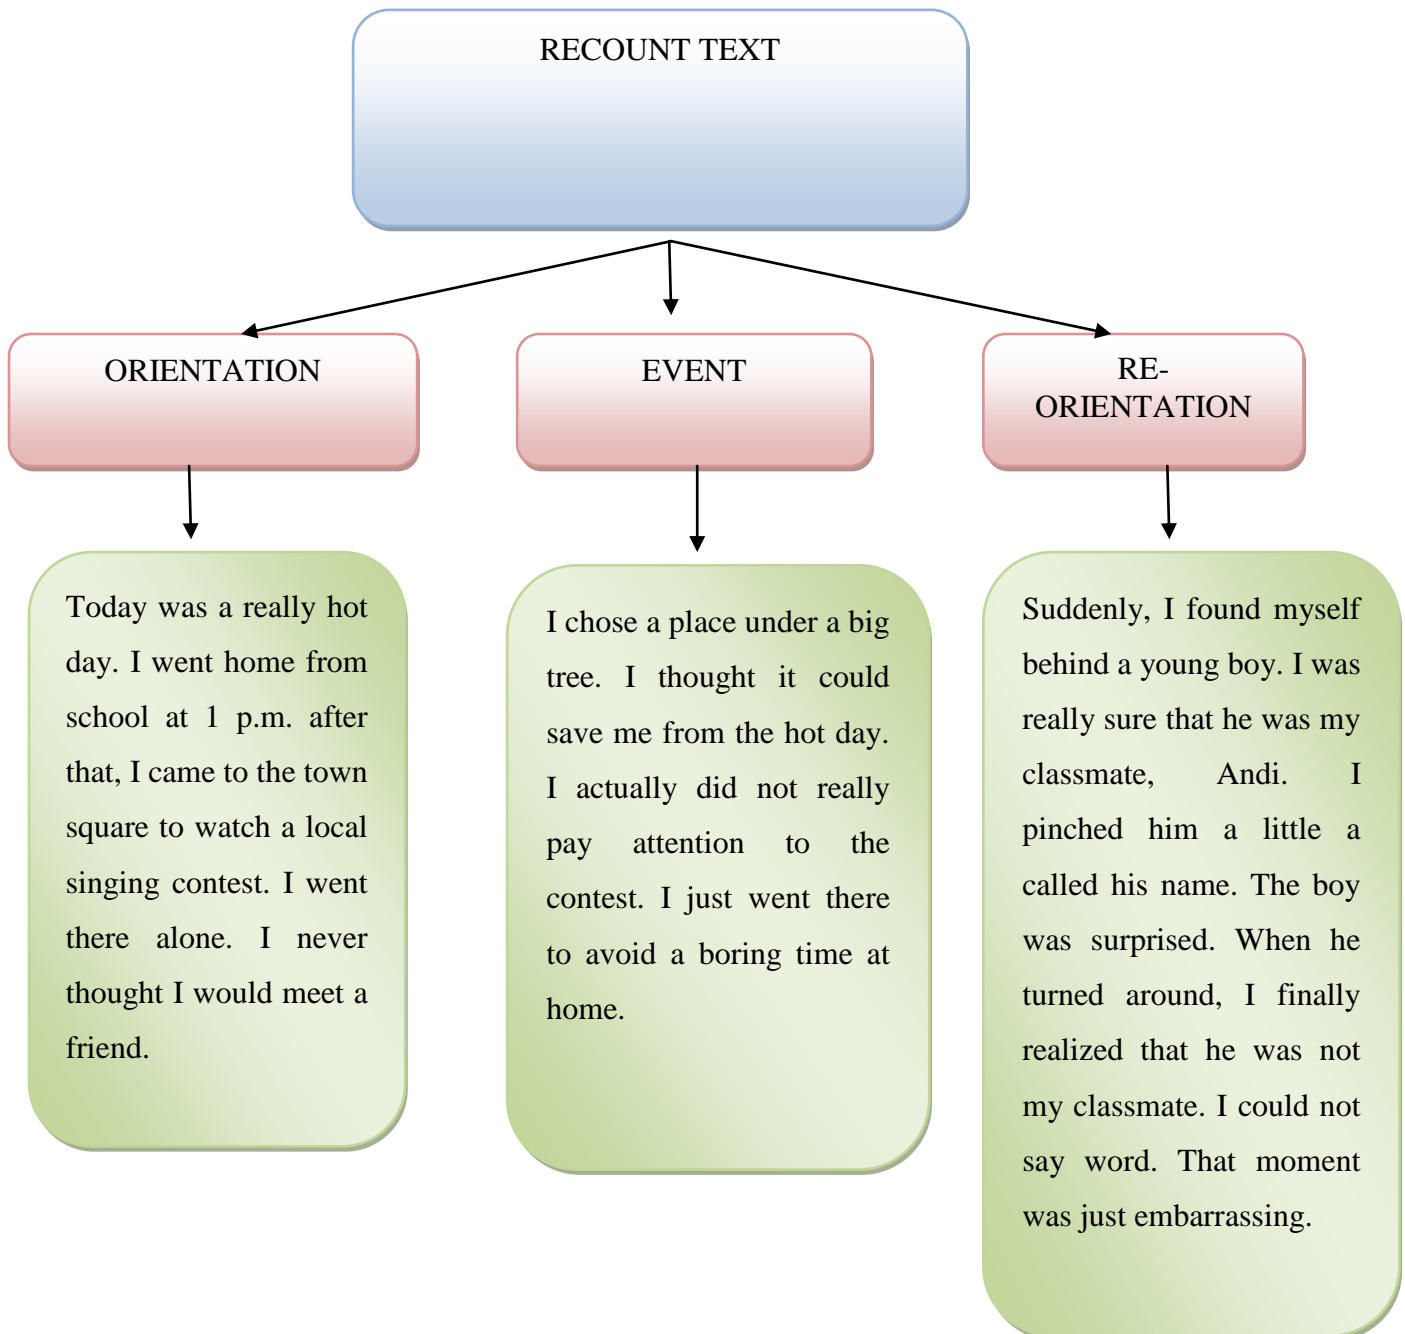 RECOUNT TEXT
ORIENTATION
Today was a really hot
day. I went home from
school at 1 p.m. after
that, I came to the town
square to watch a local
singing contest. I went
there alone. I never
thought I would meet a
friend.
EVENT
I chose a place under a big
tree. I thought it could
save me from the hot day.
I actually did not really
pay attention to the
contest. I just went there
to avoid a boring time at
home.
RE-
ORIENTATION
Suddenly, I found myself
behind a young boy. I was
really sure that he was my
classmate, Andi. I
pinched him a little a
called his name. The boy
was surprised. When he
turned around, I finally
realized that he was not
my classmate. I could not
say word. That moment
was just embarrassing.